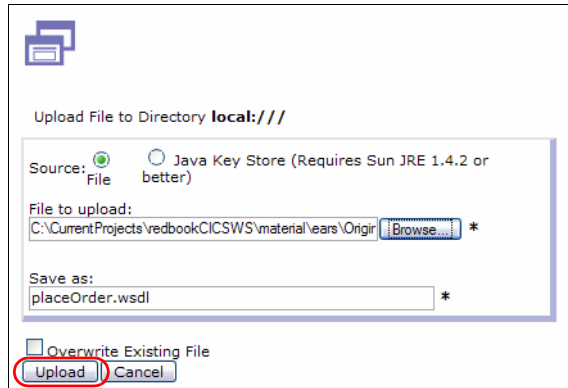 Upload File to Directory local:///
Source: File Java Key Store (Requires Sun JRE 1.4.2 or better)
File to upload:
C:\CurrentProjects\redbookCICSWS\material\ears\Origir Browse... *
Save as:
placeOrder.wsdl *
Overwrite Existing File
Upload Cancel